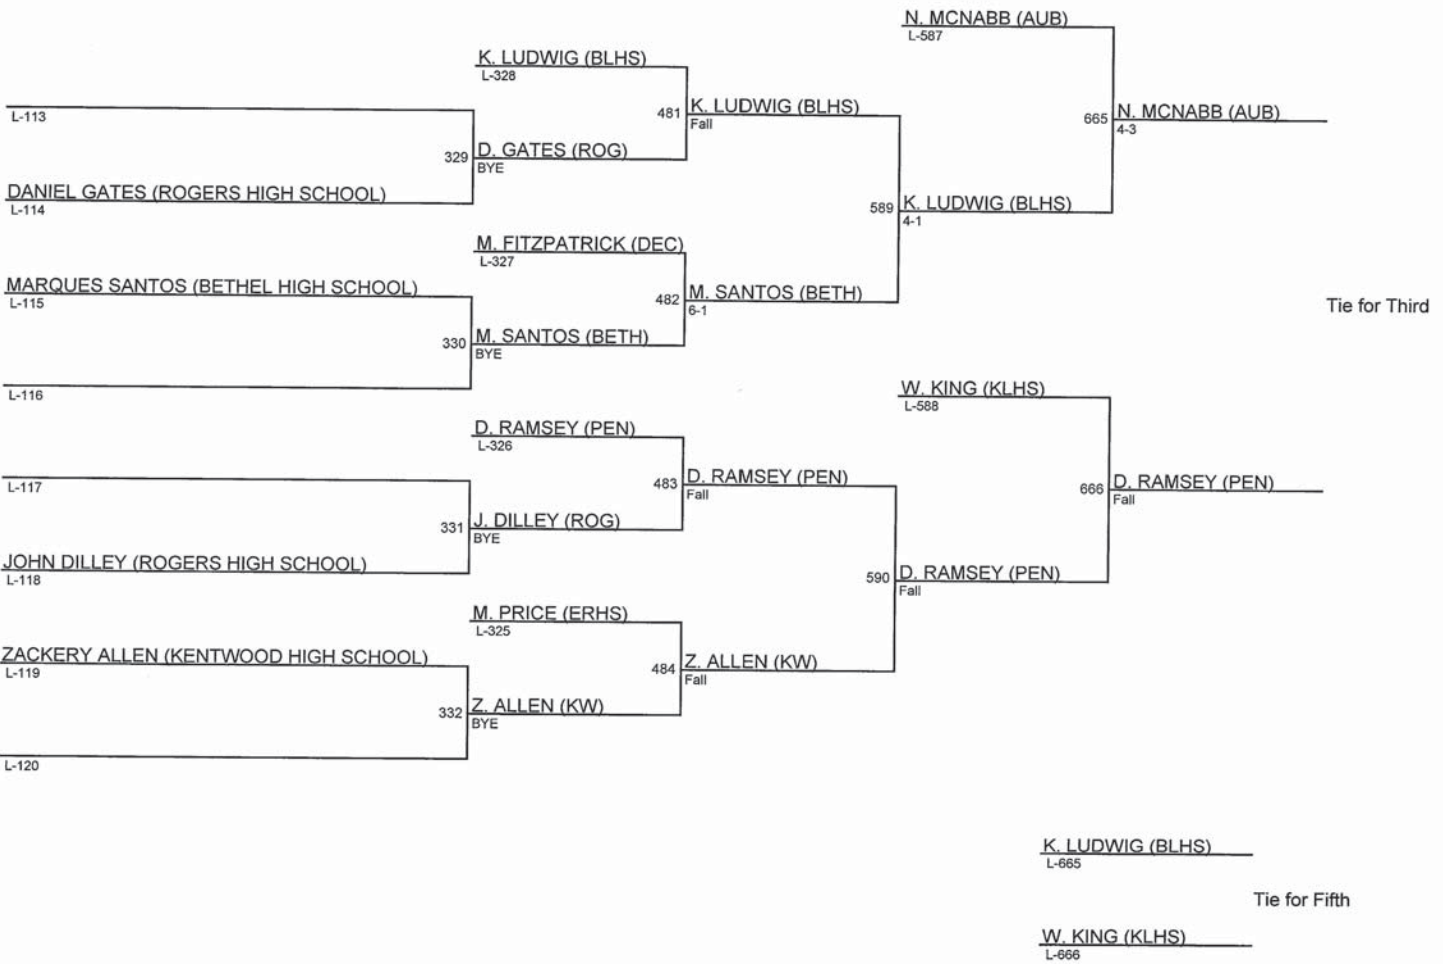 N. MCNABB (AUB)
L-587
K. LUDWIG (BLHS)
L-328
L-113
481
K. LUDWIG (BLHS)
Fall
665
N. MCNABB (AUB)
4-3
329
D. GATES (ROG)
BYE
DANIEL GATES (ROGERS HIGH SCHOOL)
L-114
589
K. LUDWIG (BLHS)
4-1
M. FITZPATRICK (DEC)
L-327
MARQUES SANTOS (BETHEL HIGH SCHOOL)
L-115
482
M. SANTOS (BETH)
6-1
Tie for Third
330
M. SANTOS (BETH)
BYE
L-116
W. KING (KLHS)
L-588
D. RAMSEY (PEN)
L-326
L-117
483
D. RAMSEY (PEN)
Fall
666
D. RAMSEY (PEN)
Fall
331
J. DILLEY (ROG)
BYE
JOHN DILLEY (ROGERS HIGH SCHOOL)
L-118
590
D. RAMSEY (PEN)
Fall
M. PRICE (ERHS)
L-325
ZACKERY ALLEN (KENTWOOD HIGH SCHOOL)
L-119
484
Z. ALLEN (KW)
Fall
332
Z. ALLEN (KW)
BYE
L-120
K. LUDWIG (BLHS)
L-665
Tie for Fifth
W. KING (KLHS)
L-666